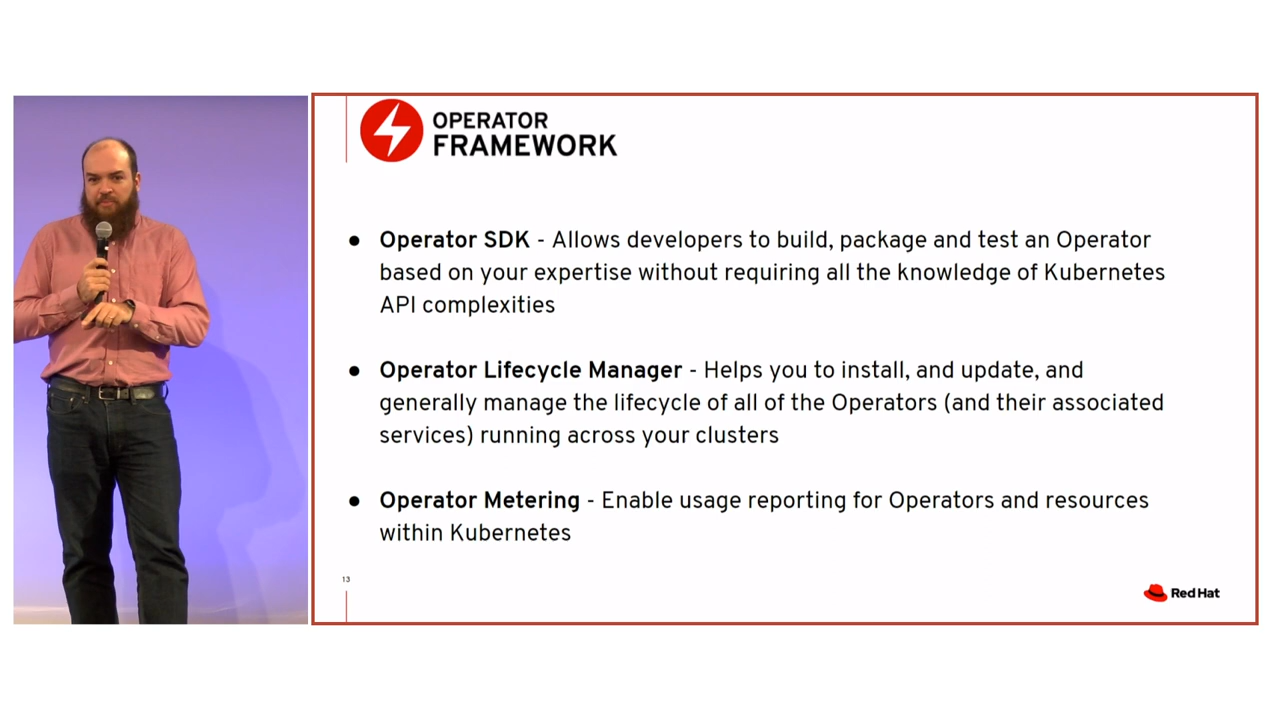 OPERATOR
FRAMEWORK
● Operator SDK - Allows developers to build, package and test an Operator
based on your expertise without requiring all the knowledge of Kubernetes
API complexities
● Operator Lifecycle Manager - Helps you to install, and update, and
generally manage the lifecycle of all of the Operators (and their associated
services) running across your clusters
● Operator Metering - Enable usage reporting for Operators and resources
within Kubernetes
13
Red Hat